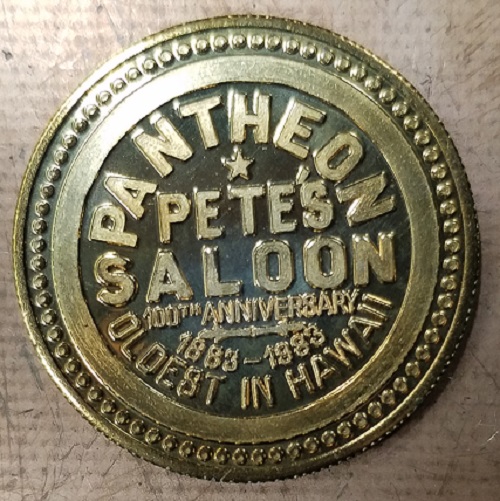 PANTHEON
PETE'S
SALOON
100TH ANNIVERSARY
1883-1983
OLDEST IN HAWAII